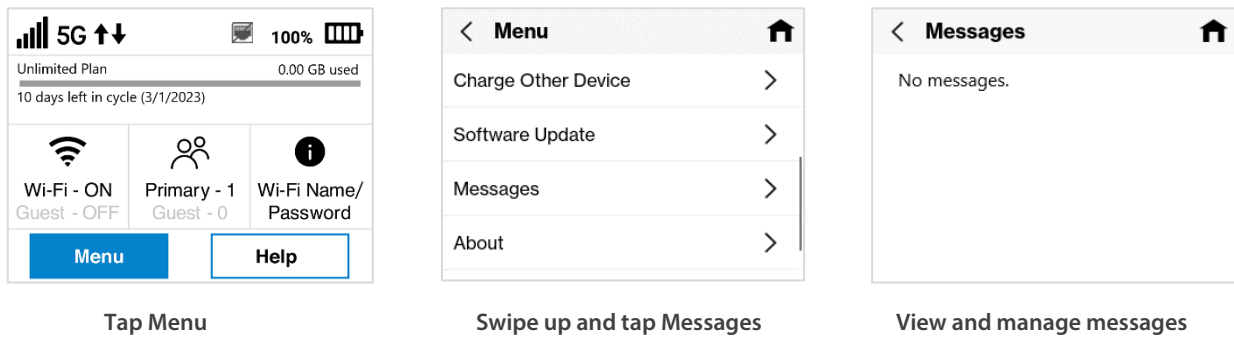 5G 100%
Unlimited Plan 0.00 GB used
10 days left in cycle (3/1/2023)
Wi-Fi - ON Primary - 1 Wi-Fi Name/
Guest - OFF Guest - 0 Password
Menu Help
Tap Menu
Menu
Charge Other Device
Software Update
Messages
About
Swipe up and tap Messages
Messages
No messages.
View and manage messages